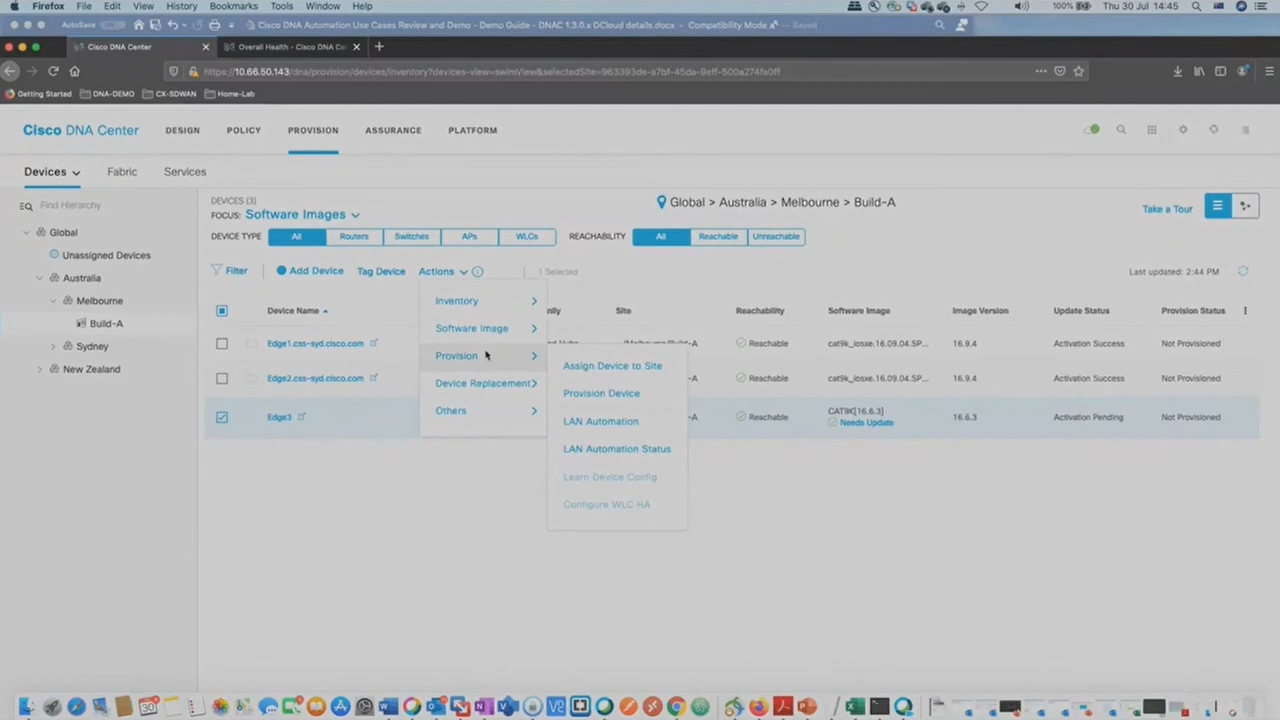 Firefox File Edit View History Bookmarks Tools Window Help 100% Thu 30 Jul 14:45
AutoSave Cisco DNA Automation Use Cases Review and Demo - Demo Guide - DNAC 1.3.0.x DCloud details.docx - Compatibility Mode Saved
Cisco DNA Center Overall Health - Cisco DNA Ce
https://10.66.50.143/dna/provision/devices/inventory?devices-view=swimView&selectedSite=963393de-a7bf-45da-9eff-500a274fa0ff
Getting Started DNA-DEMO CX-SDWAN Home-Lab
Cisco DNA Center DESIGN POLICY PROVISION ASSURANCE PLATFORM
Devices Fabric Services
Find Hierarchy
Global
Unassigned Devices
Australia
Melbourne
Build-A
Sydney
New Zealand
DEVICES (3)
FOCUS: Software Images
Global > Australia > Melbourne > Build-A
Take a Tour
DEVICE TYPE All Routers Switches APs WLCs REACHABILITY All Reachable Unreachable
Filter Add Device Tag Device Actions 1 Selected Last updated: 2:44 PM
Device Name Site Reachability Software Image Image Version Update Status Provision Status
Edge1.css-syd.cisco.com Reachable cat9k_iosxe.16.09.04.SP... 16.9.4 Activation Success Not Provisioned
Edge2.css-syd.cisco.com -A Reachable cat9k_iosxe.16.09.04.SP... 16.9.4 Activation Success Not Provisioned
Edge3 -A Reachable CAT9K[16.6.3] 16.6.3 Activation Pending Not Provisioned
Needs Update
Inventory
Software Image
Provision
Device Replacement
Others
Assign Device to Site
Provision Device
LAN Automation
LAN Automation Status
Learn Device Config
Configure WLC HA